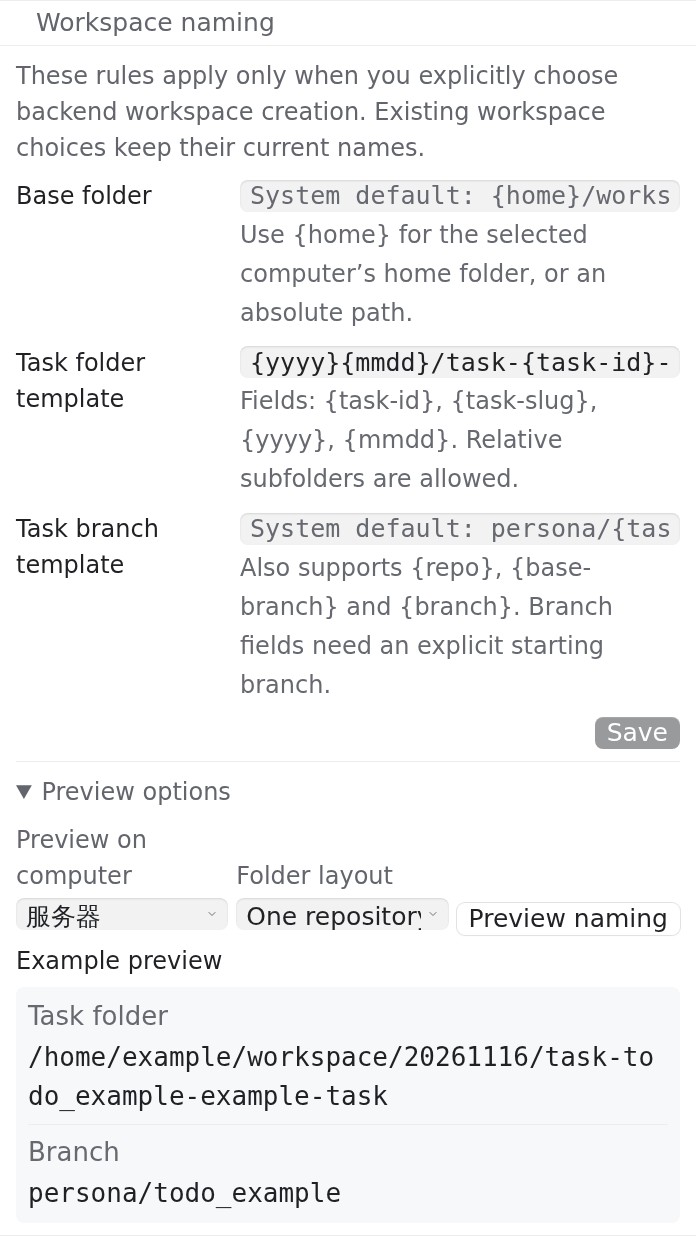 Workspace naming
These rules apply only when you explicitly choose
backend workspace creation. Existing workspace
choices keep their current names.
Base folder
System default: {home}/works
Use {home} for the selected
computer’s home folder, or an
absolute path.
Task folder
template
{yyyy}{mmdd}/task-{task-id}-
Fields: {task-id}, {task-slug},
{yyyy}, {mmdd}. Relative
subfolders are allowed.
Task branch
template
System default: persona/{tas
Also supports {repo}, {base-
branch} and {branch}. Branch
fields need an explicit starting
branch.
Save
▼ Preview options
Preview on
computer
Folder layout
服务器
One repository
Preview naming
Example preview
Task folder
/home/example/workspace/20261116/task-to
do_example-example-task
Branch
persona/todo_example